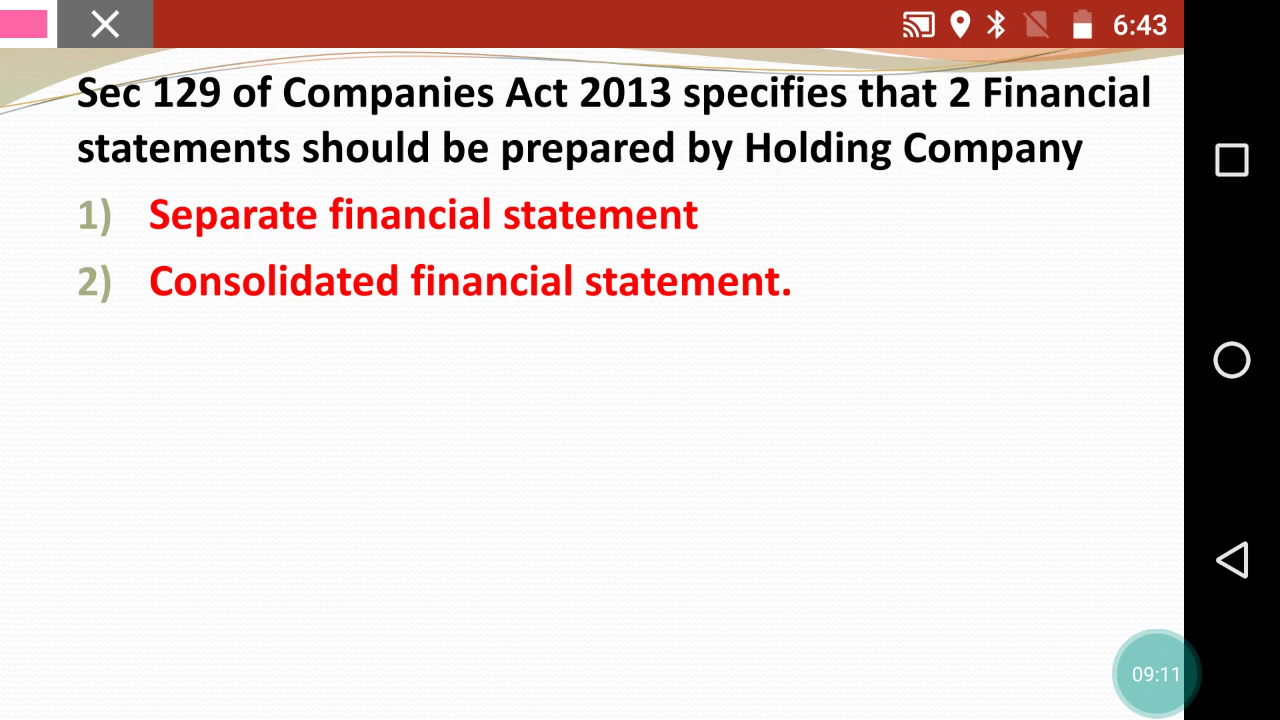 6:43
Sec 129 of Companies Act 2013 specifies that 2 Financial
statements should be prepared by Holding Company
1) Separate financial statement
2) Consolidated financial statement.
09:11